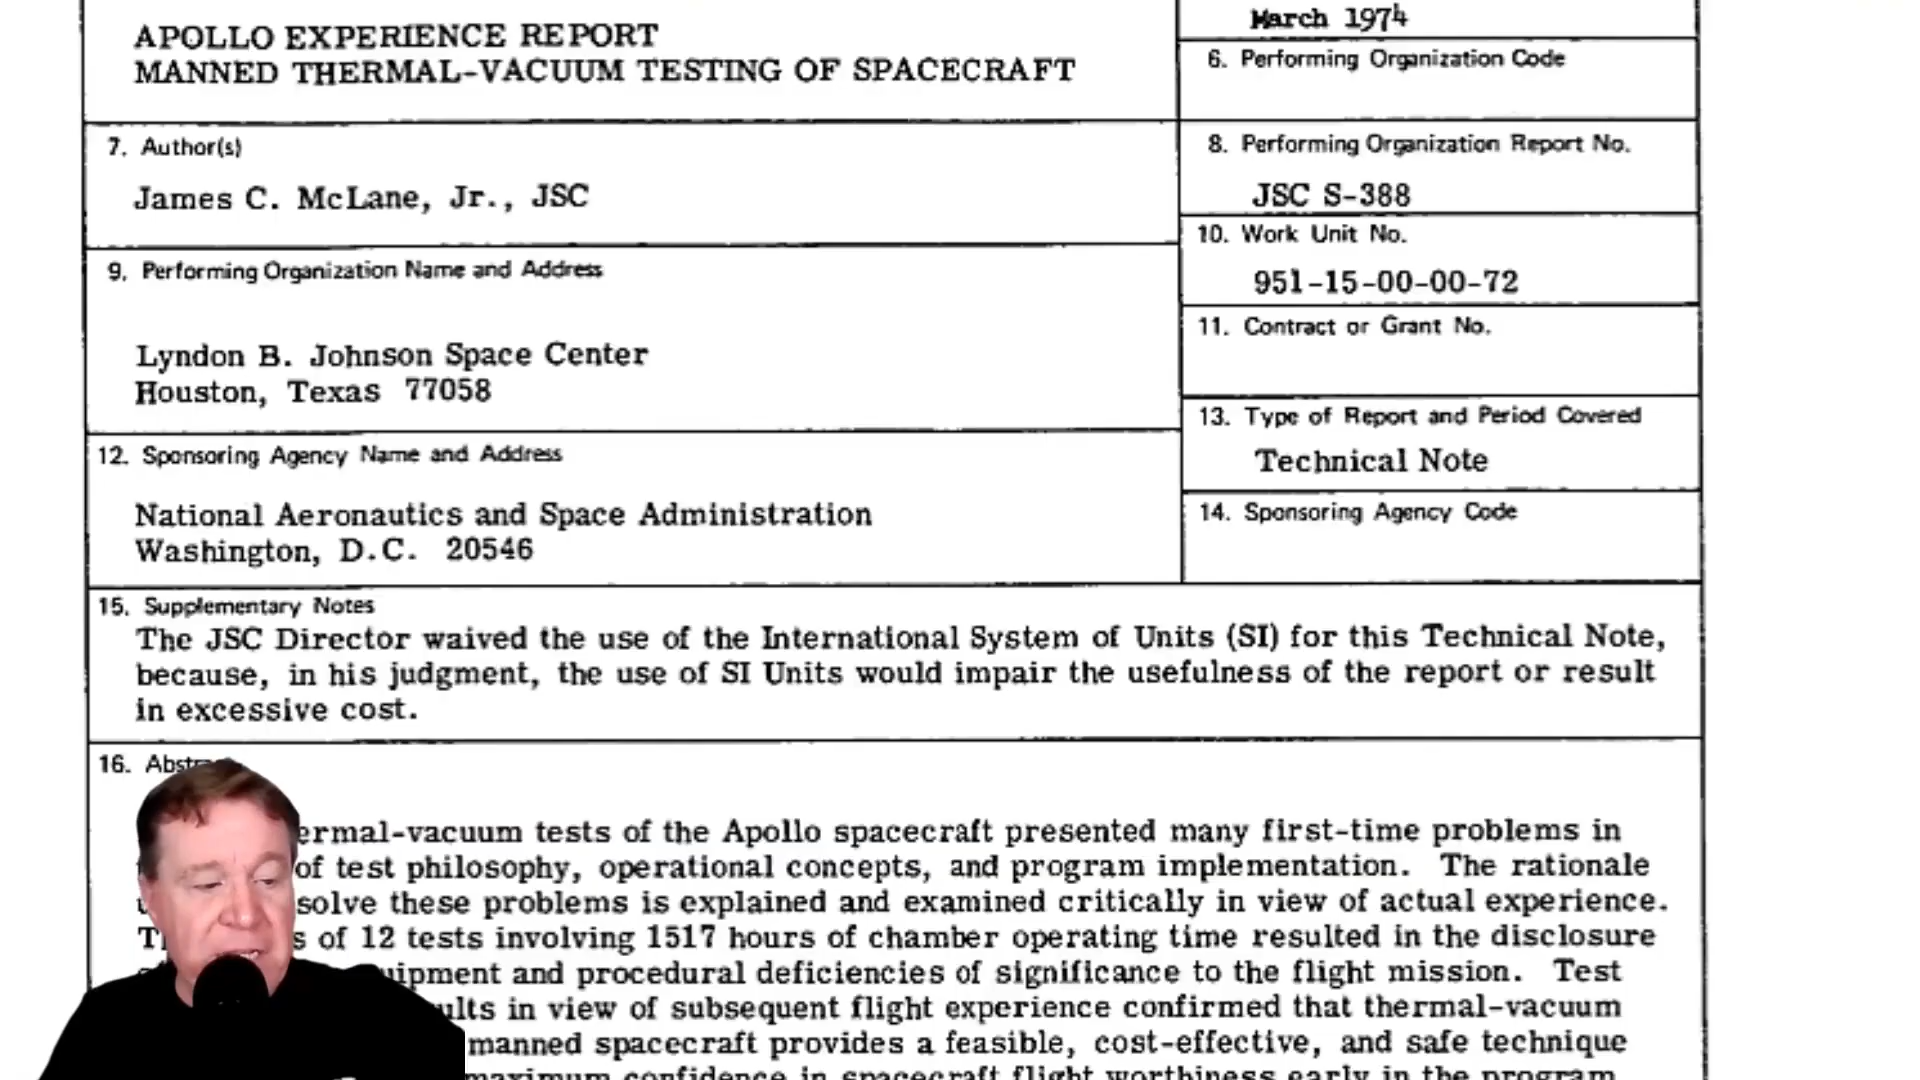 APOLLO EXPERIENCE REPORT
MANNED THERMAL-VACUUM TESTING OF SPACECRAFT
March 1974
6. Performing Organization Code
7. Author(s)
James C. McLane, Jr., JSC
8. Performing Organization Report No.
JSC S-388
9. Performing Organization Name and Address
Lyndon B. Johnson Space Center
Houston, Texas 77058
10. Work Unit No.
951-15-00-00-72
11. Contract or Grant No.
12. Sponsoring Agency Name and Address
National Aeronautics and Space Administration
Washington, D.C. 20546
13. Type of Report and Period Covered
Technical Note
14. Sponsoring Agency Code
15. Supplementary Notes
The JSC Director waived the use of the International System of Units (SI) for this Technical Note,
because, in his judgment, the use of SI Units would impair the usefulness of the report or result
in excessive cost.
16.
ermal-vacuum tests of the Apollo spacecraft presented many first-time problems in
of test philosophy, operational concepts, and program implementation. The rationale
solve these problems is explained and examined critically in view of actual experience.
s of 12 tests involving 1517 hours of chamber operating time resulted in the disclosure
uipment and procedural deficiencies of significance to the flight mission. Test
ults in view of subsequent flight experience confirmed that thermal-vacuum
manned spacecraft provides a feasible, cost-effective, and safe technique
maximum confidence in spacecraft flight worthiness early in the program